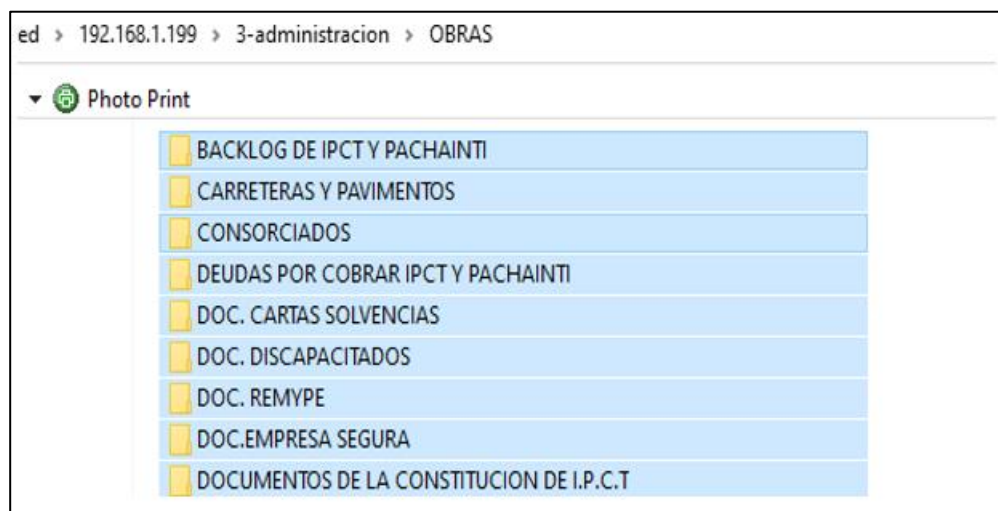 ed > 192.168.1.199 > 3-administracion > OBRAS
Photo Print
BACKLOG DE IPCT Y PACHAINTI
CARRETERAS Y PAVIMENTOS
CONSORCIADOS
DEUDAS POR COBRAR IPCT Y PACHAINTI
DOC. CARTAS SOLVENCIAS
DOC. DISCAPACITADOS
DOC. REMYPE
DOC.EMPRESA SEGURA
DOCUMENTOS DE LA CONSTITUCION DE I.P.C.T